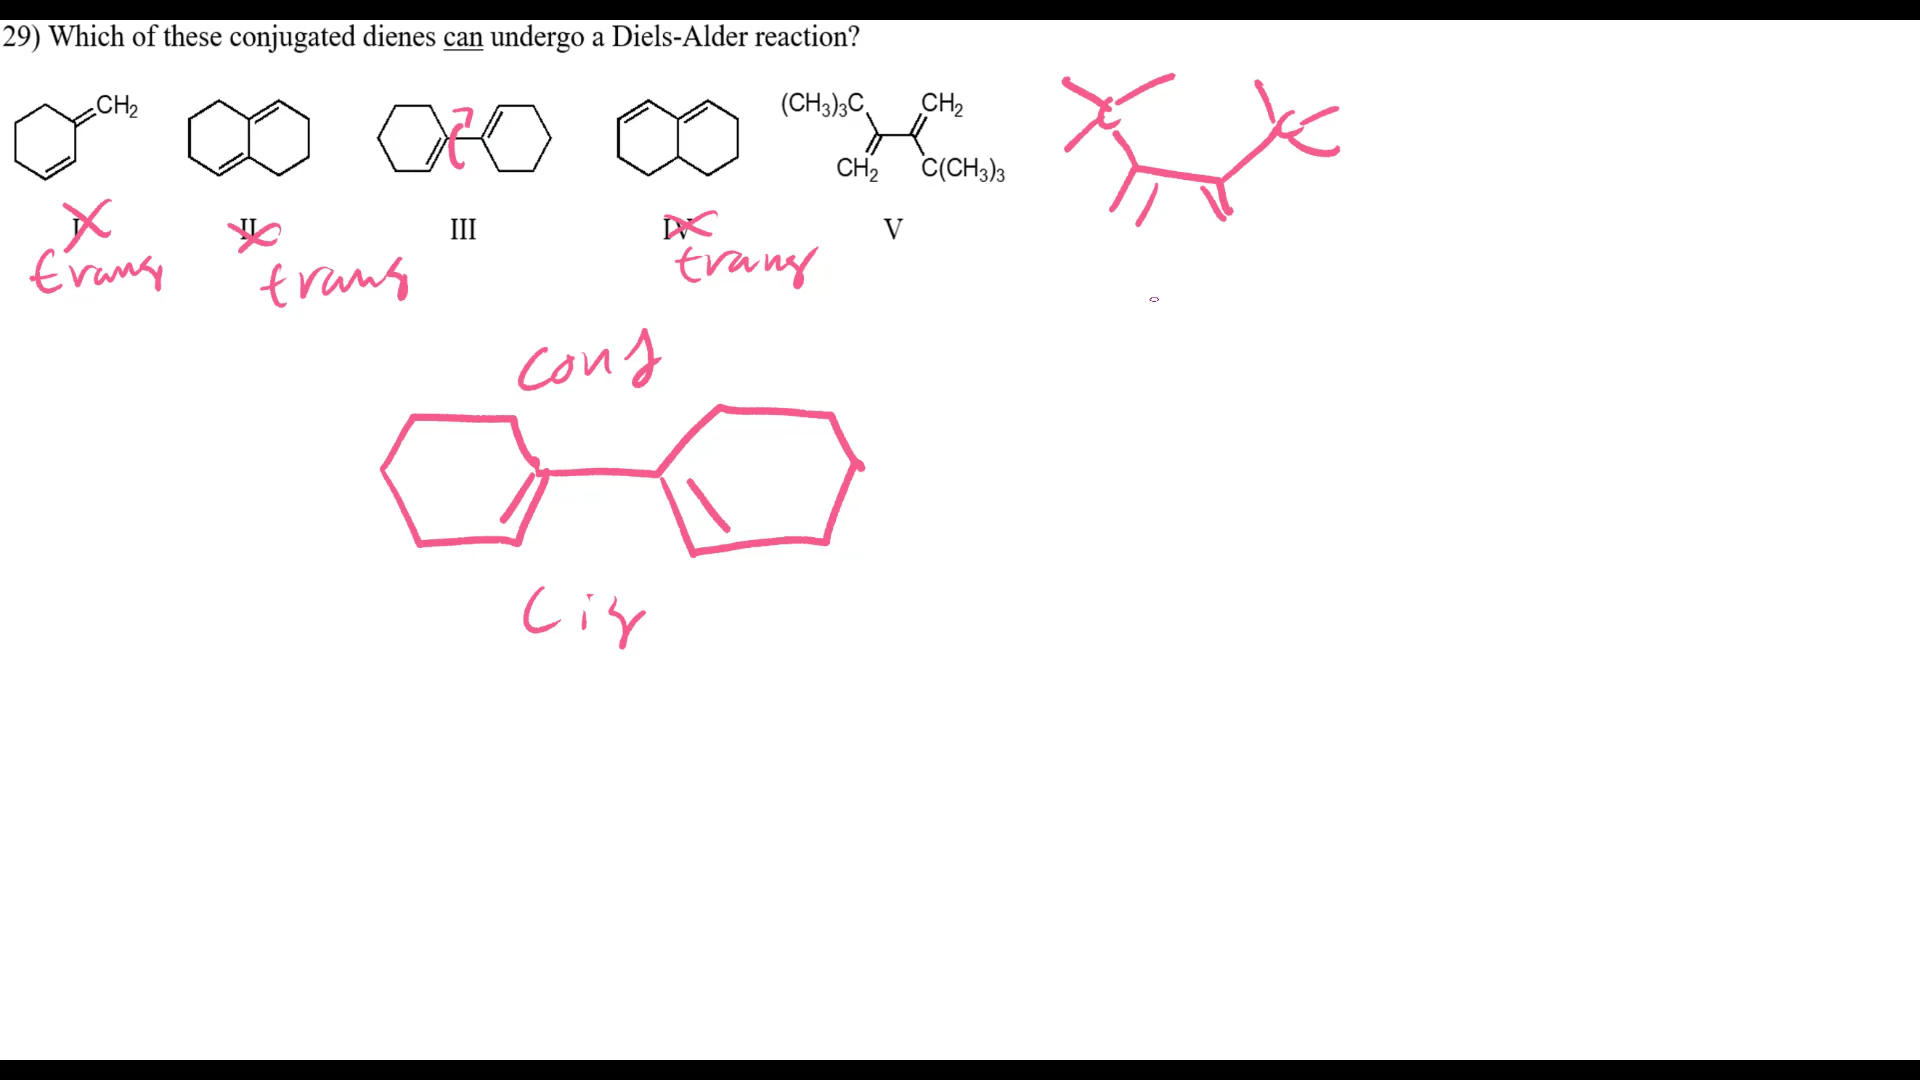 29) Which of these conjugated dienes can undergo a Diels-Alder reaction?
CH2
(CH3)3C CH2
CH2 C(CH3)3
I II III IV V
trans trans trans
C C
conf
Cis